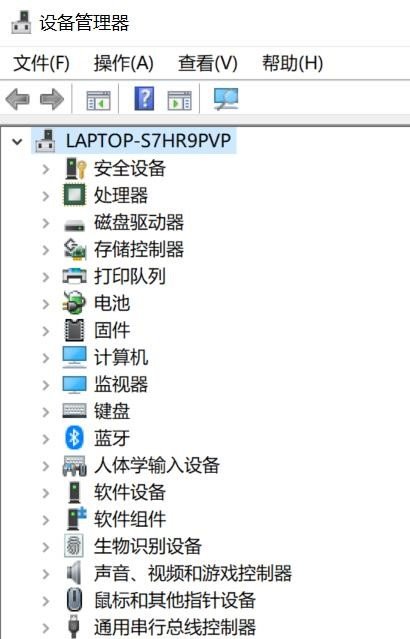 设备管理器
文件(F) 操作(A) 查看(V) 帮助(H)
LAPTOP-S7HR9PVP
安全设备
处理器
磁盘驱动器
存储控制器
打印队列
电池
固件
计算机
监视器
键盘
蓝牙
人体学输入设备
软件设备
软件组件
生物识别设备
声音、视频和游戏控制器
鼠标和其他指针设备
通用串行总线控制器